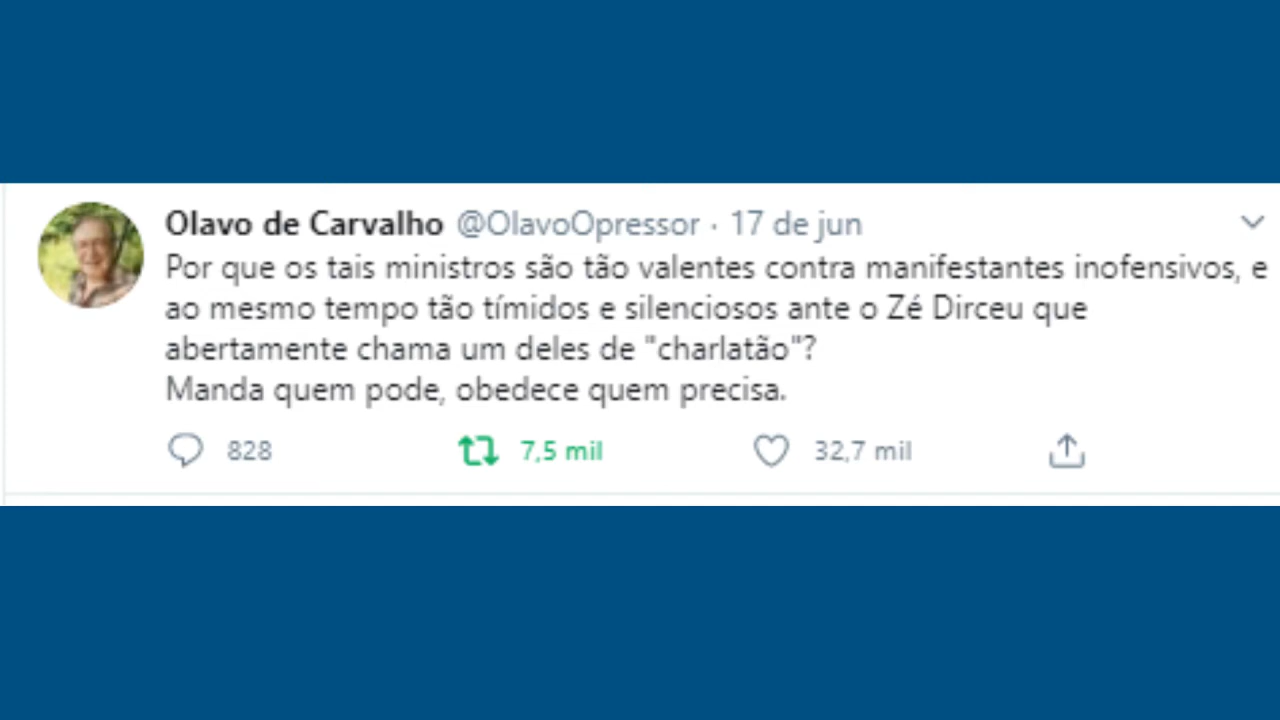 Olavo de Carvalho @OlavoOpressor · 17 de jun
Por que os tais ministros são tão valentes contra manifestantes inofensivos, e
ao mesmo tempo tão tímidos e silenciosos ante o Zé Dirceu que
abertamente chama um deles de "charlatão"?
Manda quem pode, obedece quem precisa.
828 7,5 mil 32,7 mil